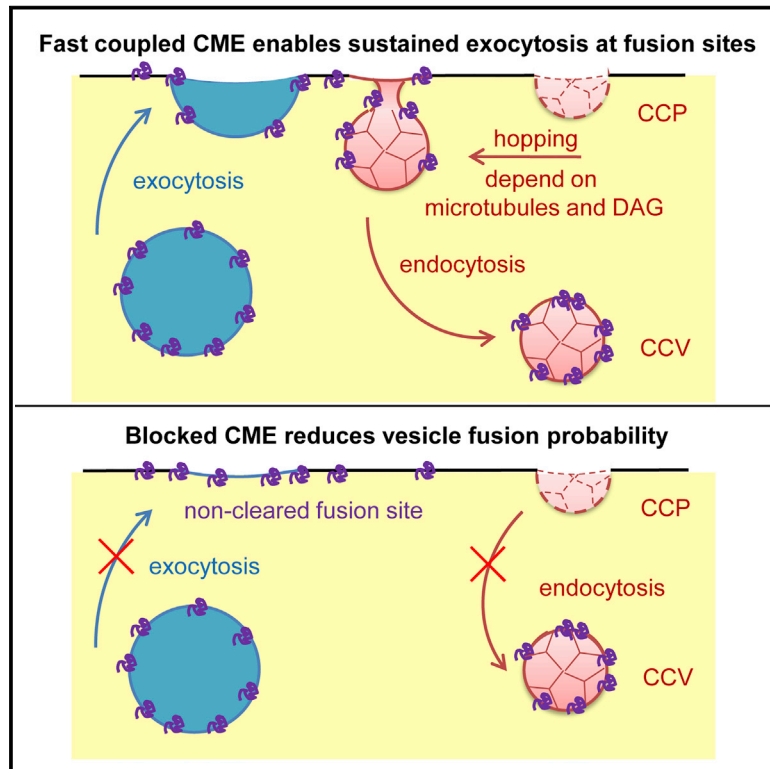 Fast coupled CME enables sustained exocytosis at fusion sites
CCP
hopping
depend on
microtubules and DAG
exocytosis
endocytosis
CCV
Blocked CME reduces vesicle fusion probability
non-cleared fusion site
CCP
exocytosis
endocytosis
CCV